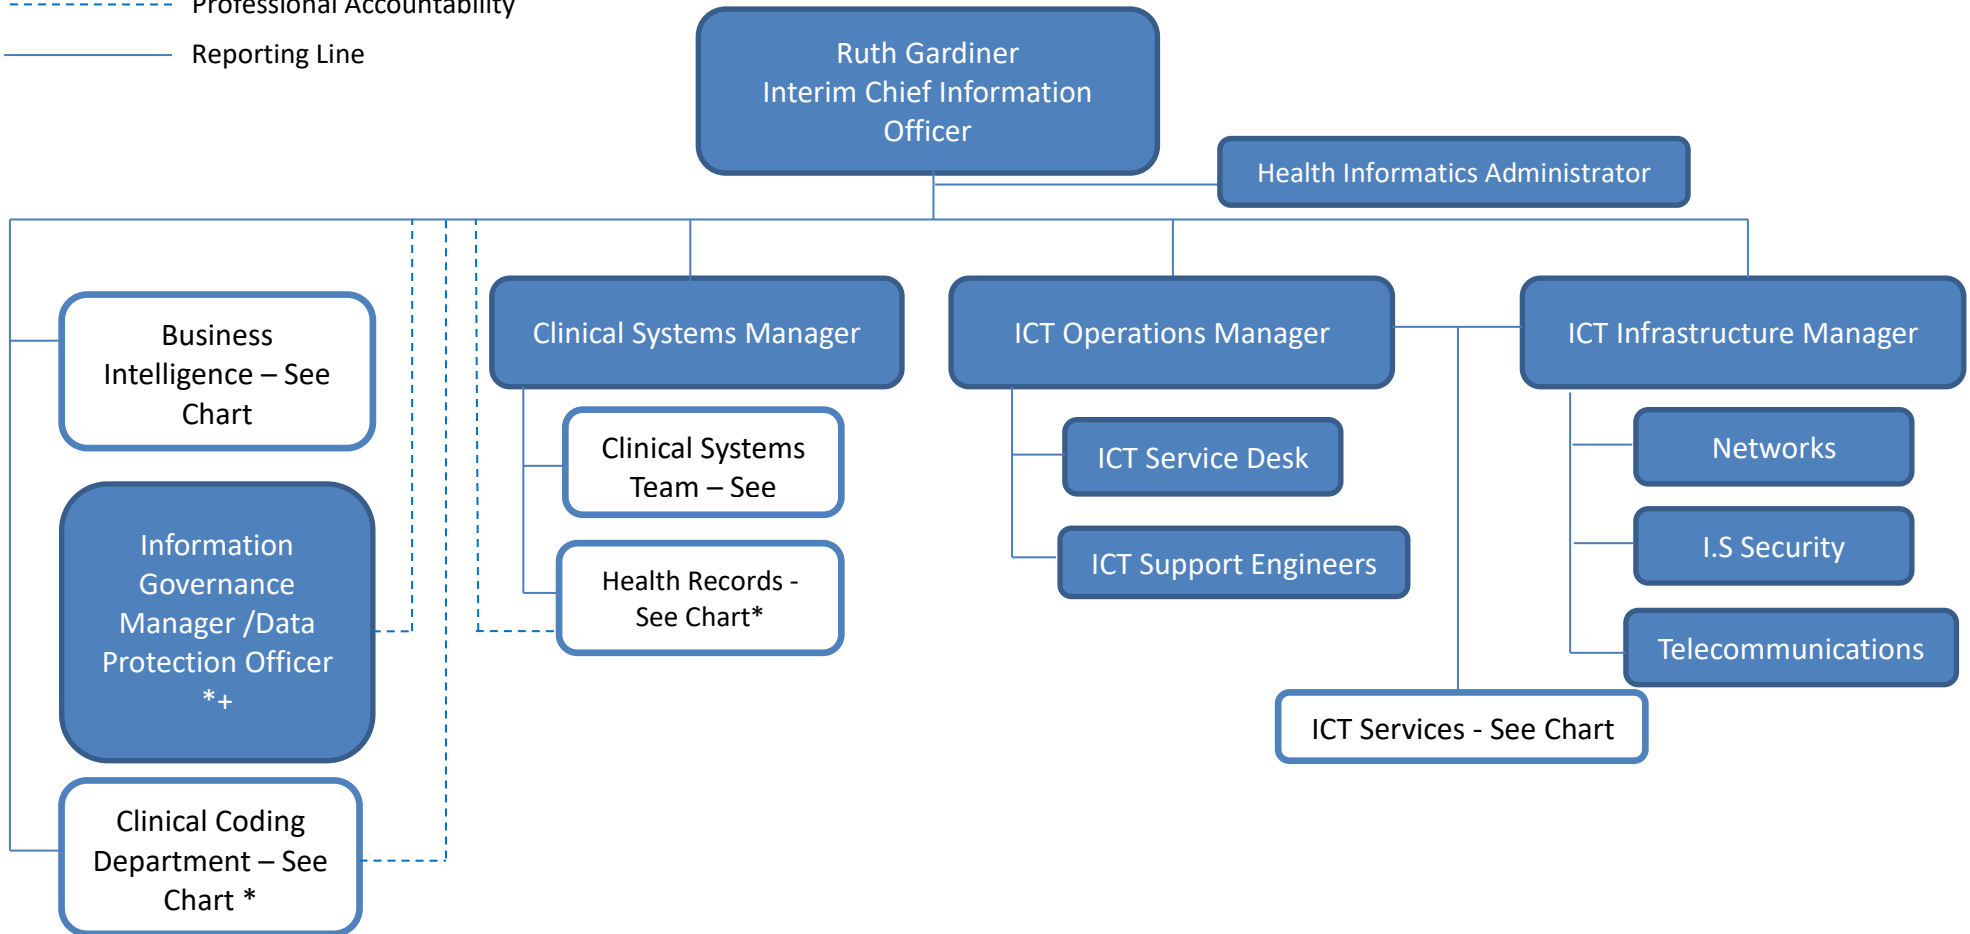 Professional Accountability
Reporting Line
Ruth Gardiner
Interim Chief Information
Officer
Health Informatics Administrator
Business
Intelligence – See
Chart
Information
Governance
Manager /Data
Protection Officer
*+
Clinical Coding
Department – See
Chart *
Clinical Systems Manager
Clinical Systems
Team – See
Health Records -
See Chart*
ICT Operations Manager
ICT Service Desk
ICT Support Engineers
ICT Infrastructure Manager
Networks
I.S Security
Telecommunications
ICT Services - See Chart